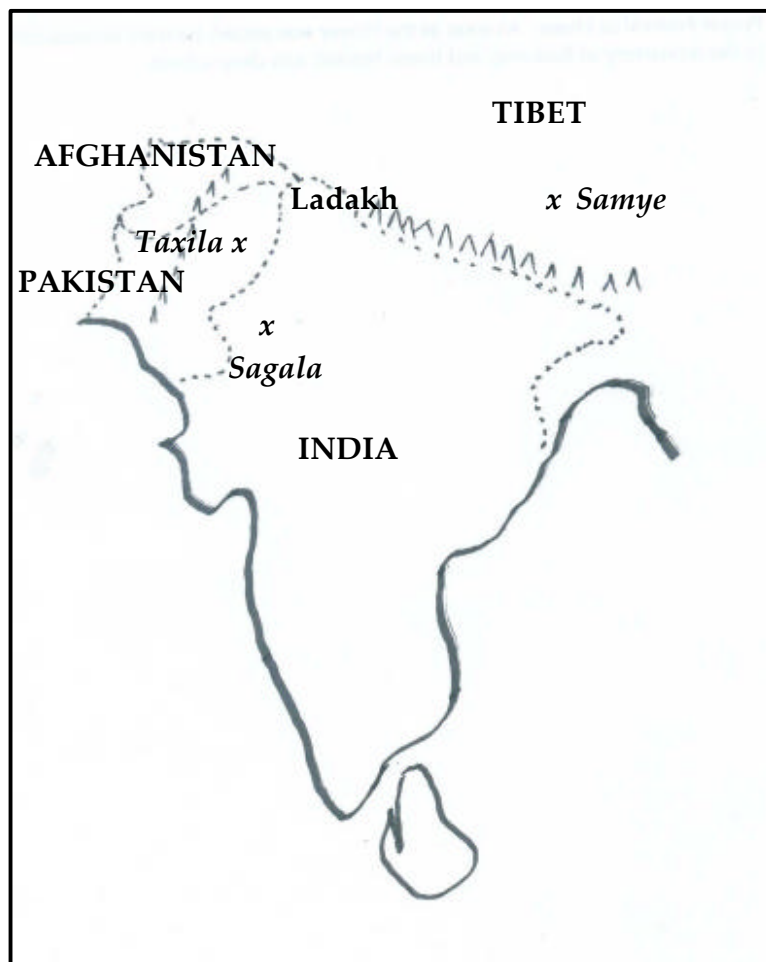 TIBET
AFGHANISTAN
Ladakh
x Samye
Taxila x
PAKISTAN
x
Sagala
INDIA